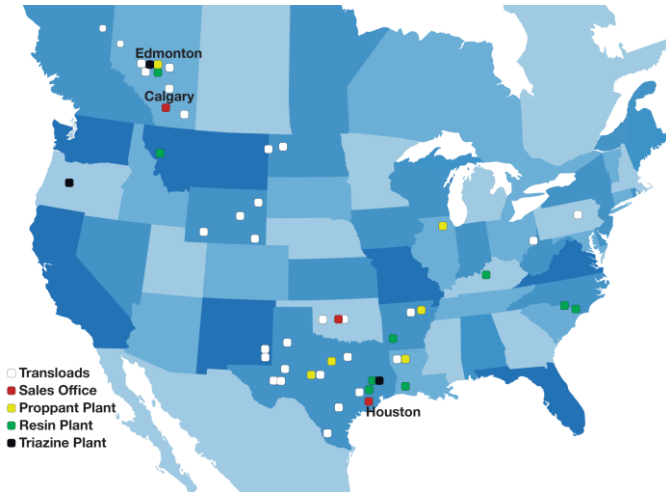 Edmonton
Calgary
Transloads
Sales Office
Proppant Plant
Resin Plant
Triazine Plant
Houston